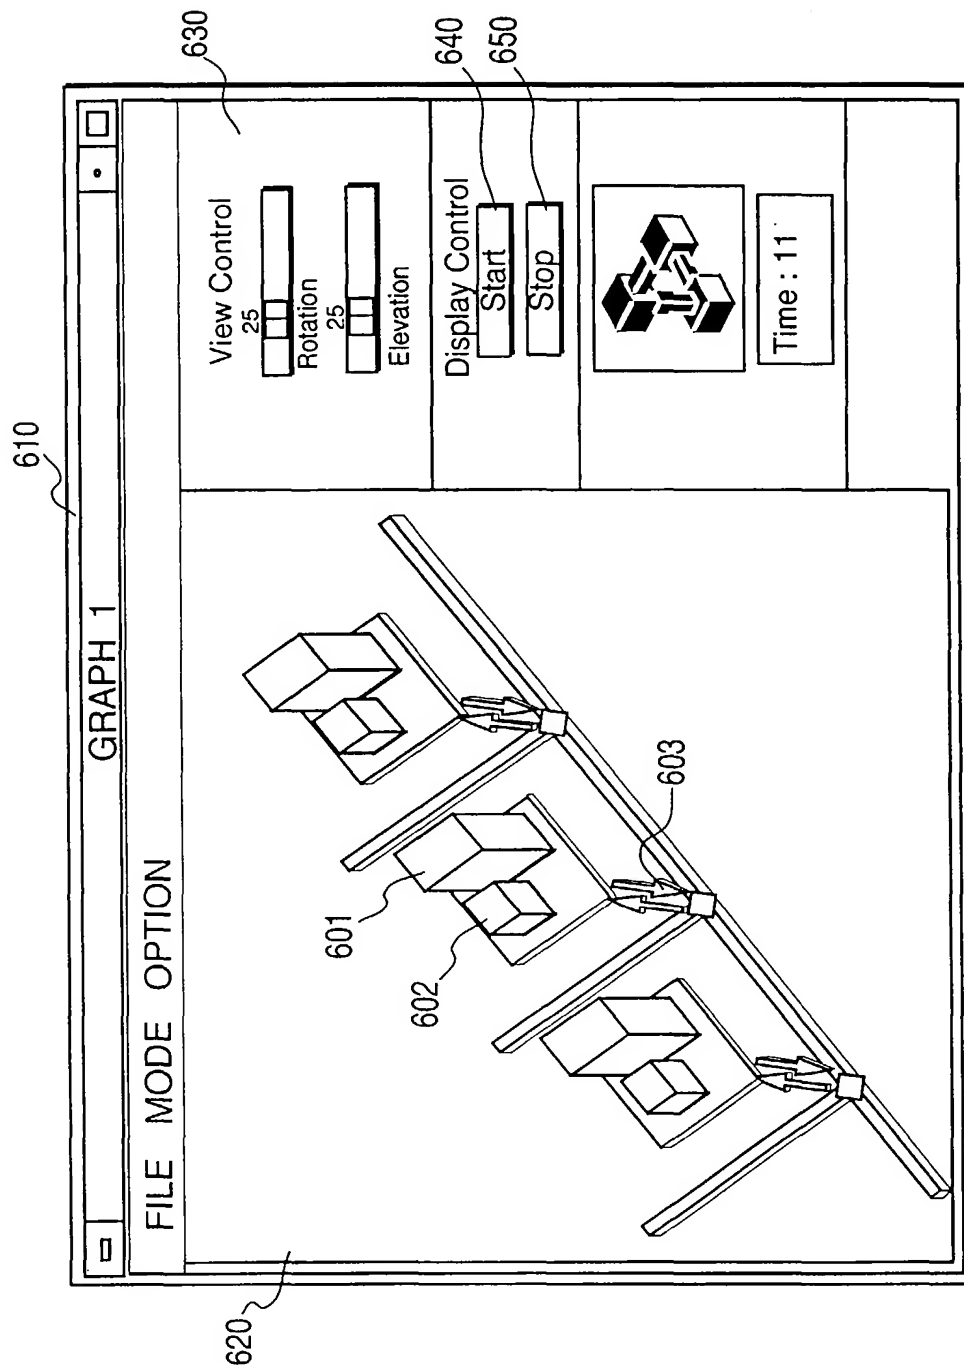 610
GRAPH 1
FILE MODE OPTION
620
630
View Control
25
Rotation
25
Elevation
Display Control
Start
640
Stop
650
Time : 11
601
602
603